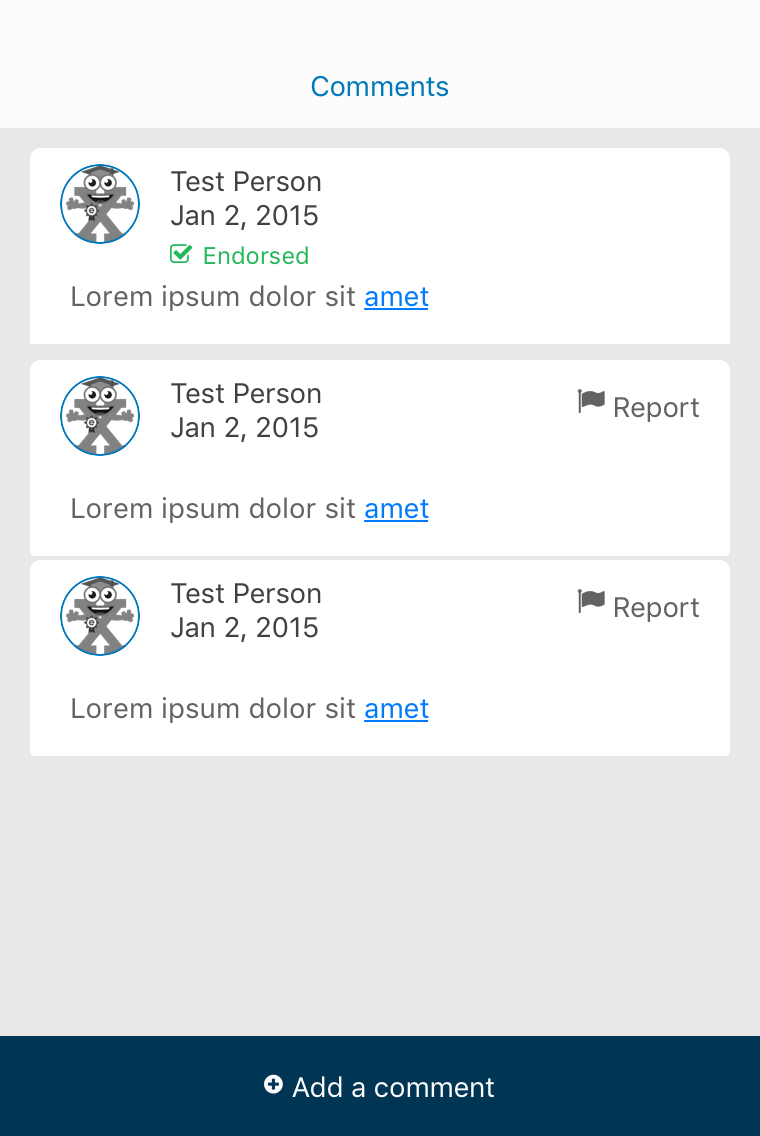 Comments
Test Person
Jan 2, 2015
Endorsed
Lorem ipsum dolor sit amet
Test Person
Jan 2, 2015
Report
Lorem ipsum dolor sit amet
Test Person
Jan 2, 2015
Report
Lorem ipsum dolor sit amet
Add a comment